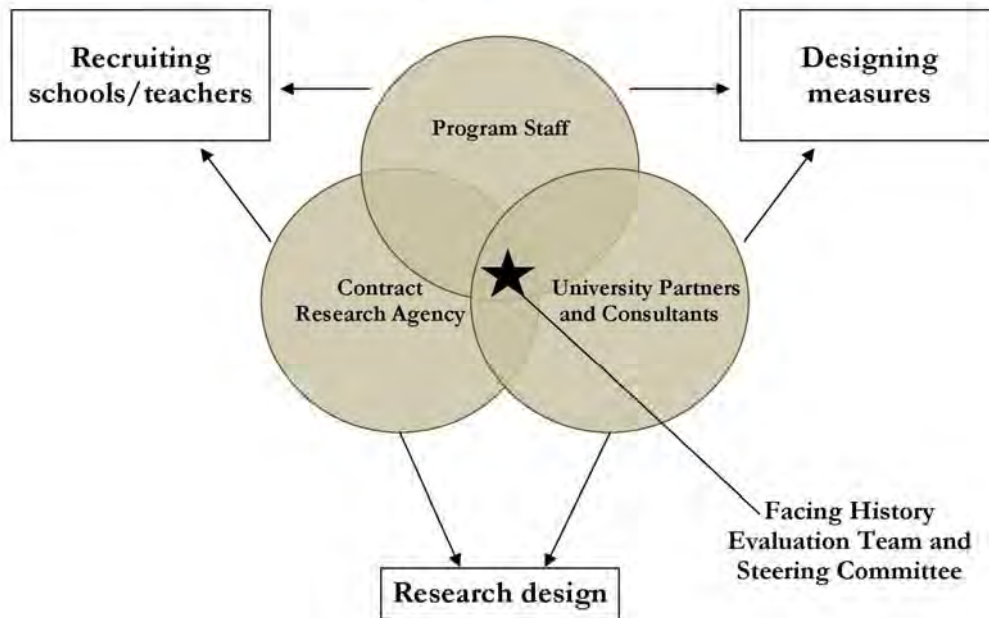 Recruiting
schools/teachers
Designing
measures
Program Staff
Contract
Research Agency
University Partners
and Consultants
Facing History
Evaluation Team and
Steering Committee
Research design